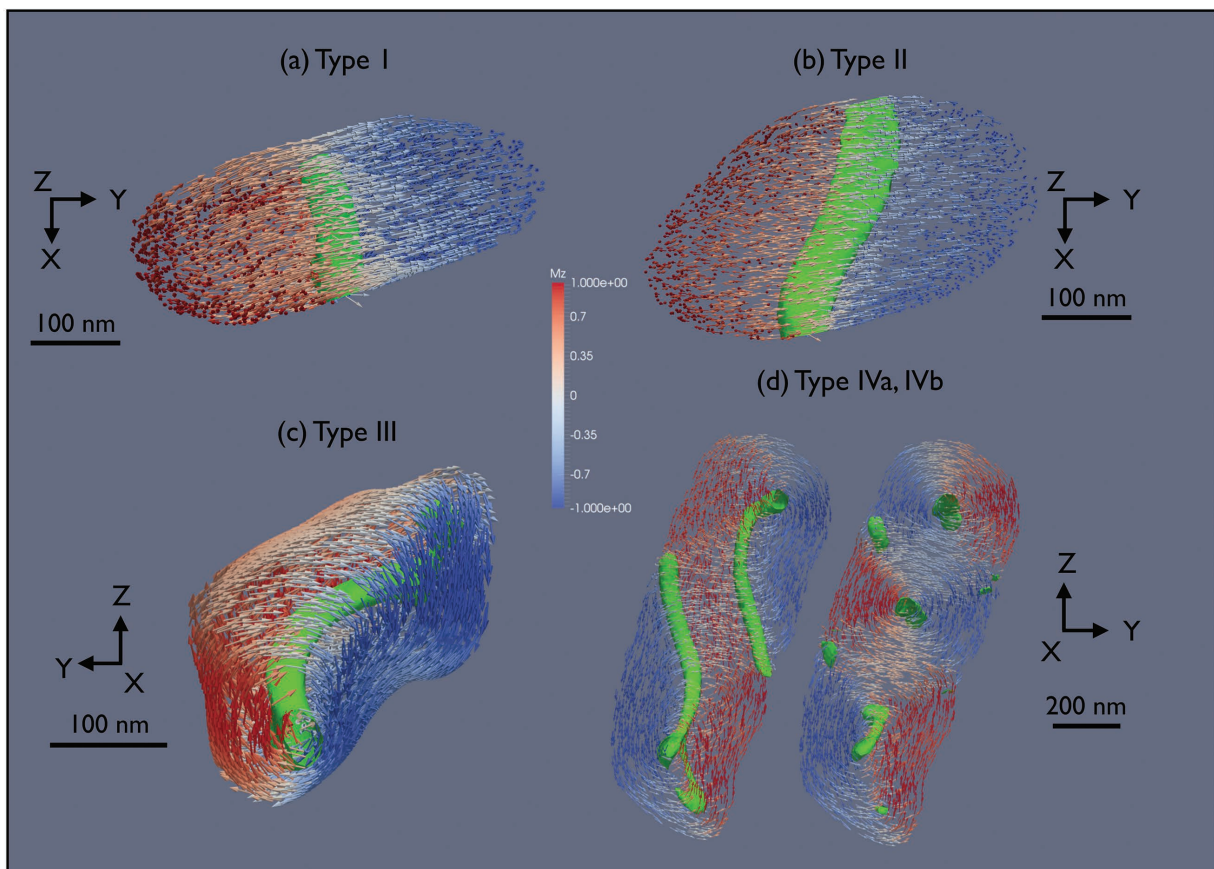 (a) Type I
(b) Type II
Z
Y
X
100 nm
Z
Y
X
100 nm
Mz
1.000e+00
0.7
0.35
0
-0.35
-0.7
-1.000e+00
(c) Type III
(d) Type IVa, IVb
Z
Y
X
100 nm
Z
X
Y
200 nm